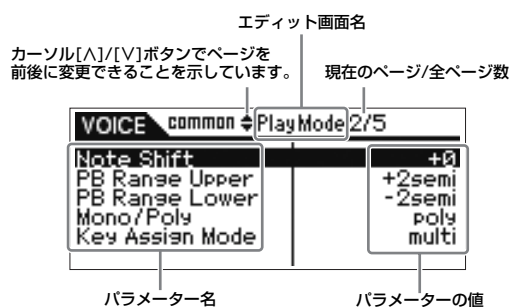 エディット画面名
カーソル[∧]/[∨]ボタンでページを
前後に変更できることを示しています。
現在のページ/全ページ数
VOICE common PlayMode 2/5
Note Shift +0
PB Range Upper +2semi
PB Range Lower -2semi
Mono/Poly poly
Key Assign Mode multi
パラメーター名
パラメーターの値